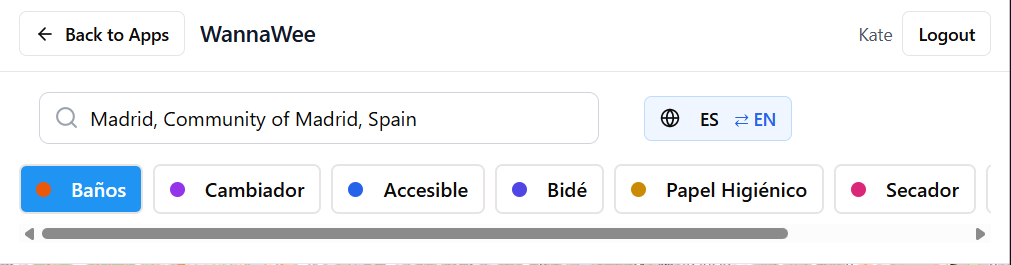 Back to Apps WannaWee Kate Logout
Madrid, Community of Madrid, Spain ES ⇄ EN
Baños Cambiador Accesible Bidé Papel Higiénico Secador